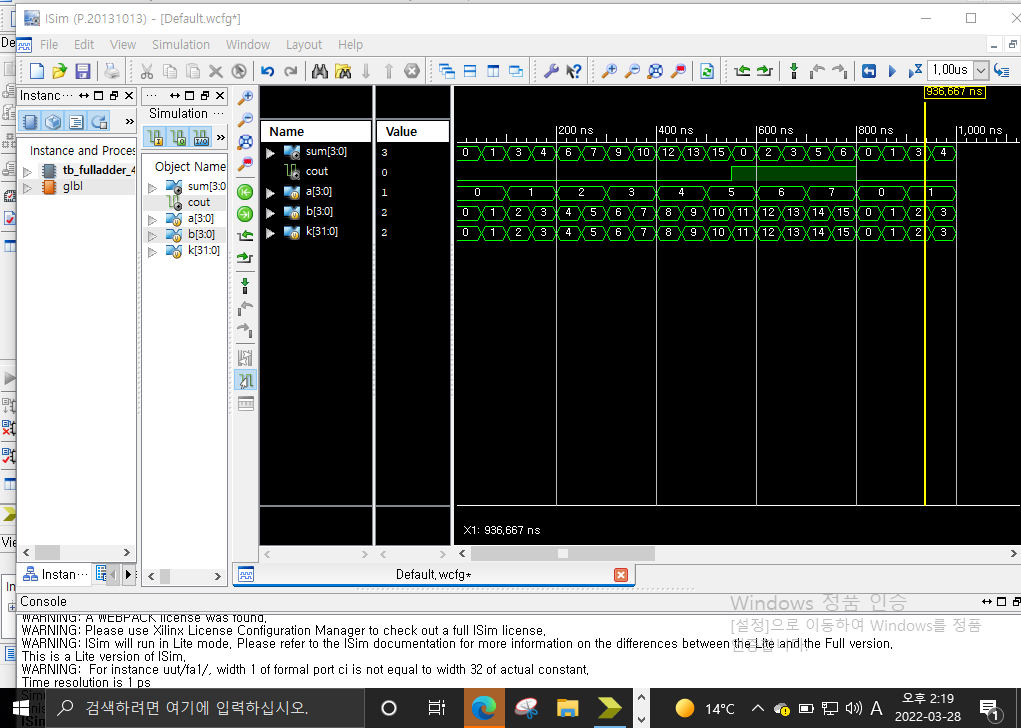 ISim (P.20131013) - [Default.wcfg*]
De
File Edit View Simulation Window Layout Help
1,00us
Instanc··· ··· 936,667 ns
Simulation ···
Name Value
200 ns 400 ns 600 ns 800 ns 1,000 ns
Instance and Proces Object Name
sum[3:0] 3 0 1 3 4 6 7 9 10 12 13 15 0 2 3 5 6 0 1 3 4
tb_fulladder_4 sum[3:0 cout 0
glbl cout a[3:0] 1 0 1 2 3 4 5 6 7 0 1
a[3:0] b[3:0] 2 0 1 2 3 4 5 6 7 8 9 10 11 12 13 14 15 0 1 2 3
b[3:0] k[31:0] 2 0 1 2 3 4 5 6 7 8 9 10 11 12 13 14 15 0 1 2 3
k[31:0]
X1: 936,667 ns
Vie
Instan··· Default,wcfg*
In
Console
WARNING: A WEBPACK license was found,
WARNING: Please use Xilinx License Configuration Manager to check out a full ISim license,
WARNING: ISim will run in Lite mode, Please refer to the ISim documentation for more information on the differences between the Lite and the Full version,
This is a Lite version of ISim,
WARNING: For instance uut/fa1/, width 1 of formal port ci is not equal to width 32 of actual constant,
Time resolution is 1 ps
Windows 정품 인증
[설정]으로 이동하여 Windows를 정품
검색하려면 여기에 입력하십시오.
14°C
A
오후 2:19
2022-03-28
1